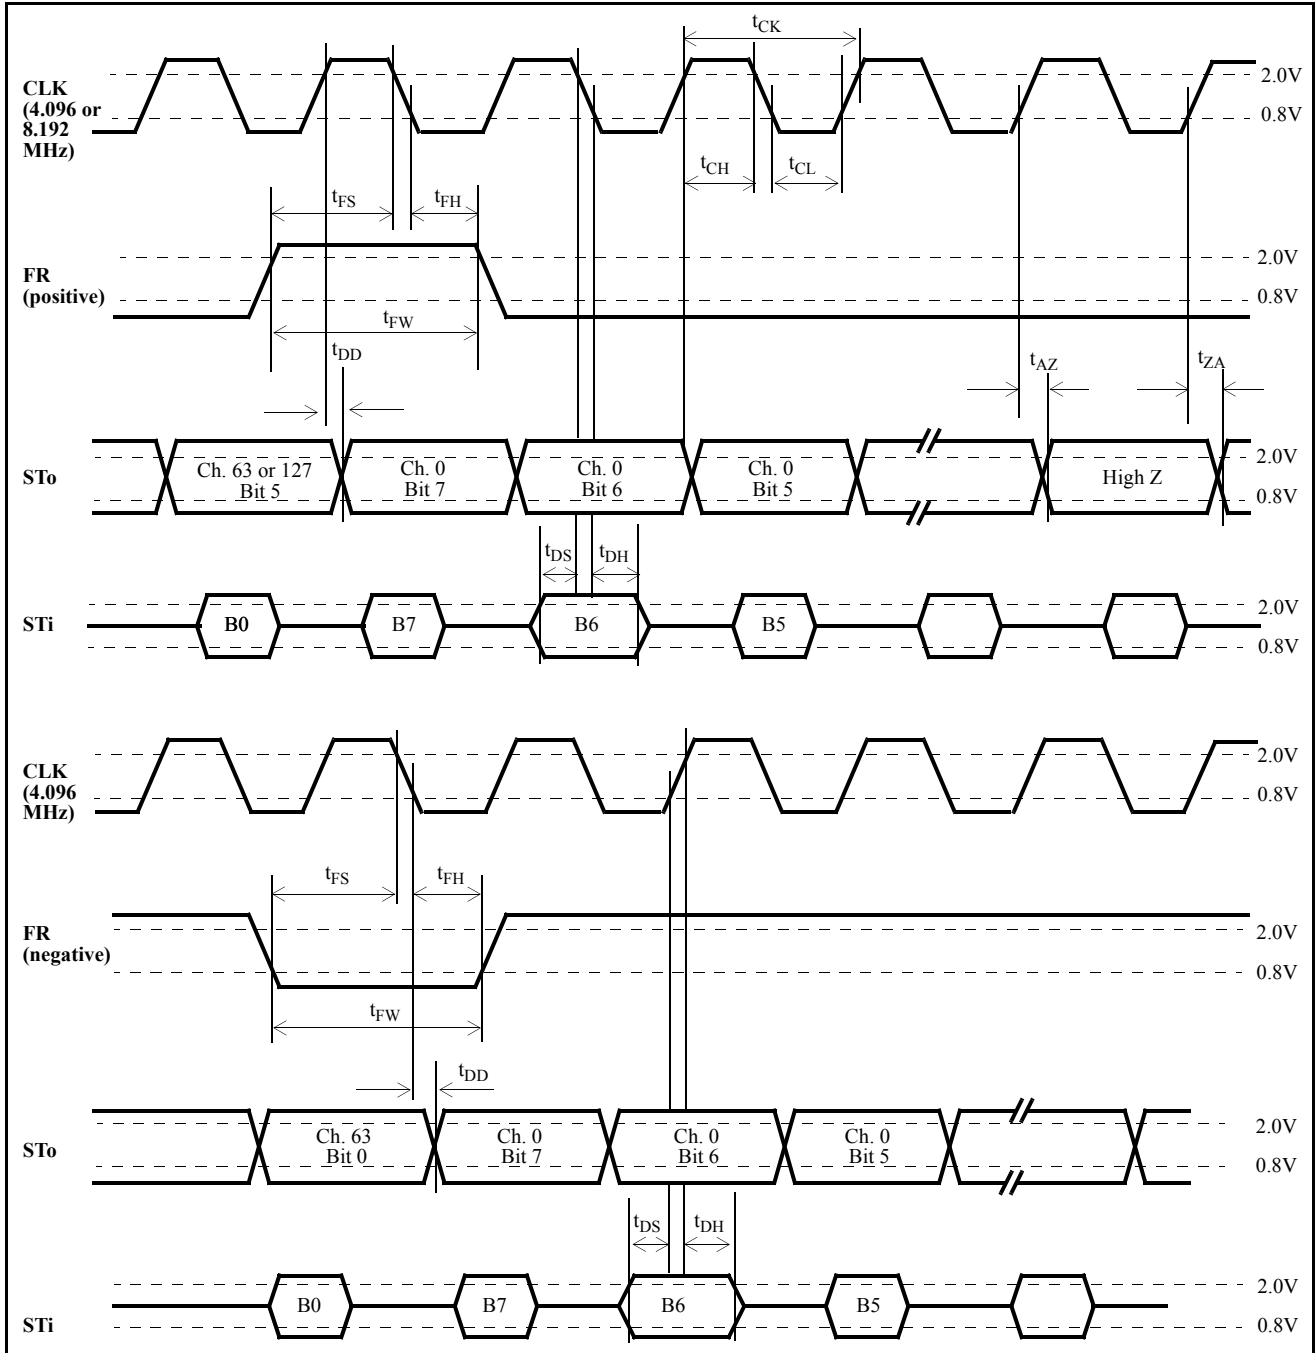 tCK
CLK
(4.096 or
8.192
MHz)
2.0V
0.8V
tCH
tCL
tFS
tFH
FR
(positive)
2.0V
0.8V
tFW
tDD
tAZ
tZA
STo
Ch. 63 or 127
Bit 5
Ch. 0
Bit 7
Ch. 0
Bit 6
Ch. 0
Bit 5
High Z
2.0V
0.8V
tDS
tDH
STi
B0
B7
B6
B5
2.0V
0.8V
CLK
(4.096
MHz)
2.0V
0.8V
tFS
tFH
FR
(negative)
2.0V
0.8V
tFW
tDD
STo
Ch. 63
Bit 0
Ch. 0
Bit 7
Ch. 0
Bit 6
Ch. 0
Bit 5
2.0V
0.8V
tDS
tDH
STi
B0
B7
B6
B5
2.0V
0.8V